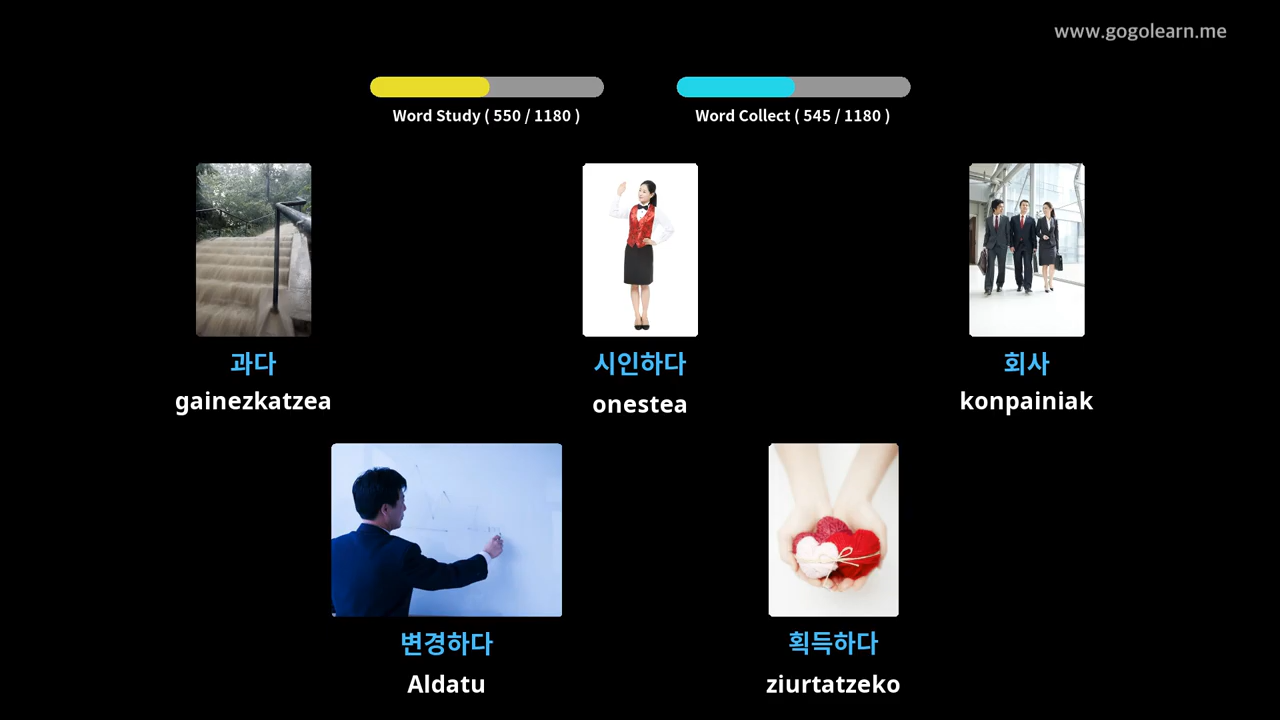 www.gogolearn.me
Word Study ( 550 / 1180 )
Word Collect ( 545 / 1180 )
과다
gainezkatzea
시인하다
onestea
회사
konpainiak
변경하다
Aldatu
획득하다
ziurtatzeko